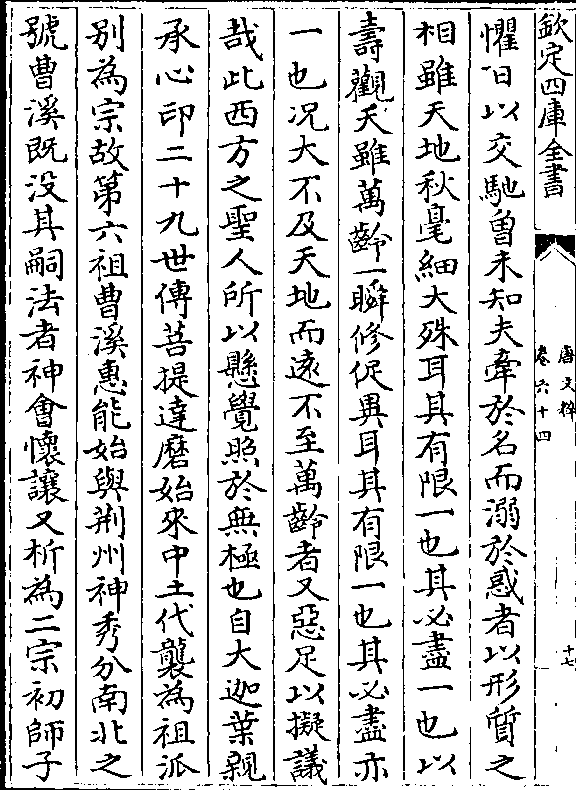 欽定四庫全書
唐文粹
卷六十四
十七
懼日以交馳曽未知夫牽於名而溺於惑者以形質之
相雖天地秋毫細大殊耳其有限一也其必盡一也以
壽觀夭雖萬齡一瞬修促異耳其有限一也其必盡亦
一也况大不及天地而遠不至萬齡者又惡足以擬議
哉此西方之聖人所以懸覺照於無極也自大迦葉親
承心印二十九世傳菩提達磨始來中土代襲為祖派
别為宗故第六祖曹溪惠能始與荆州神秀分南北之
號曹溪既没其嗣法者神會懷讓又析為二宗初師子